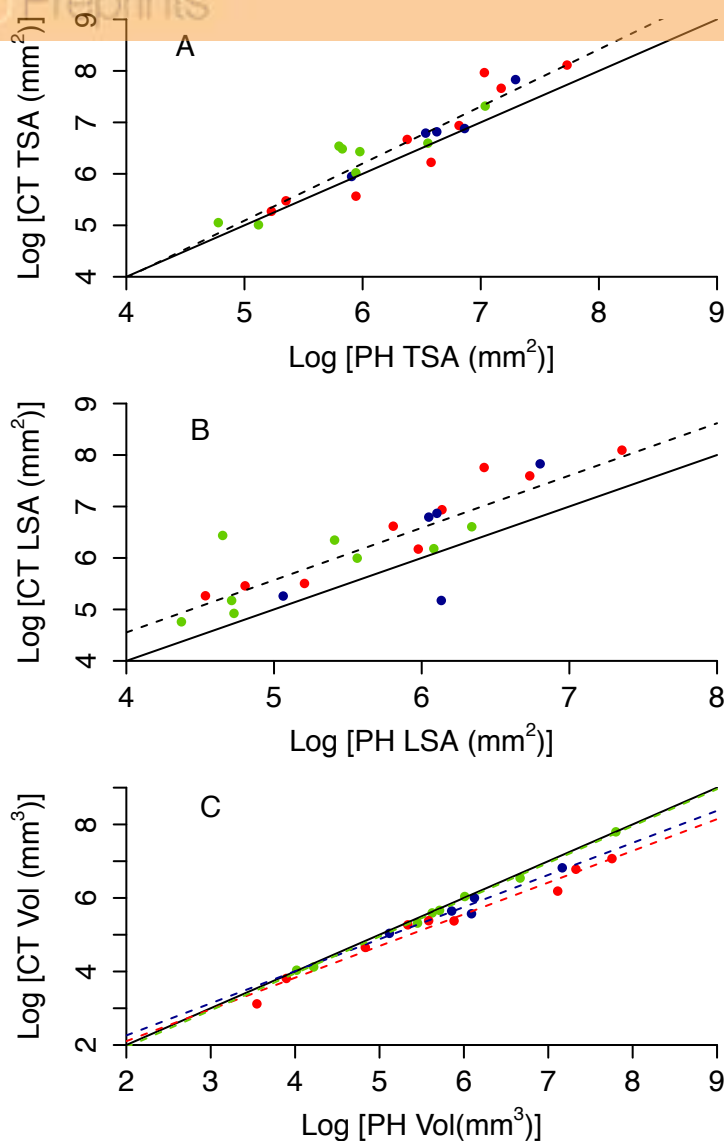 Preprints
A
Log [CT TSA (mm²)]
4 5 6 7 8 9
4 5 6 7 8 9
Log [PH TSA (mm²)]
B
Log [CT LSA (mm²)]
4 5 6 7 8 9
4 5 6 7 8
Log [PH LSA (mm²)]
C
Log [CT Vol (mm³)]
2 4 6 8
2 3 4 5 6 7 8 9
Log [PH Vol(mm³)]